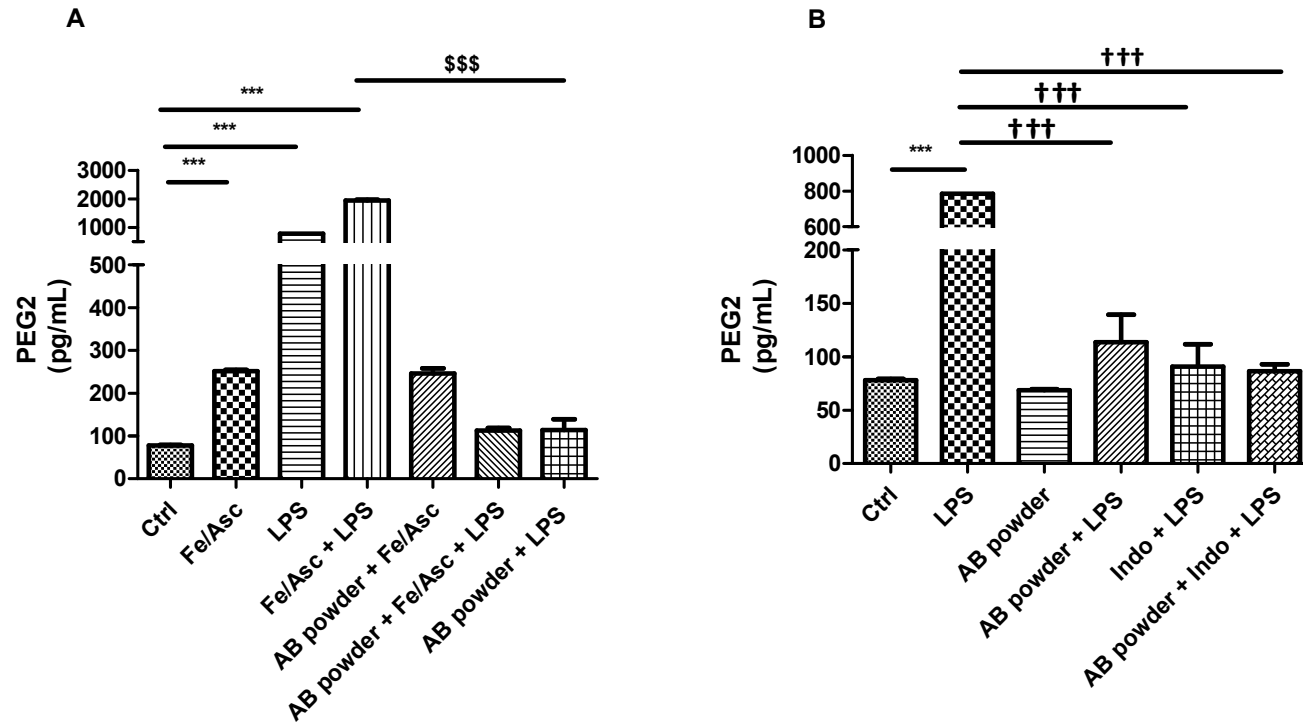 A
$$$
***
***
***
3000
2000
1000
500
400
300
200
100
0
PEG2
(pg/mL)
Ctrl
Fe/Asc
LPS
Fe/Asc + LPS
AB powder + Fe/Asc
AB powder + Fe/Asc + LPS
AB powder + LPS
B
†††
†††
†††
***
1000
800
600
200
150
100
50
0
PEG2
(pg/mL)
Ctrl
LPS
AB powder
AB powder + LPS
Indo + LPS
AB powder + Indo + LPS